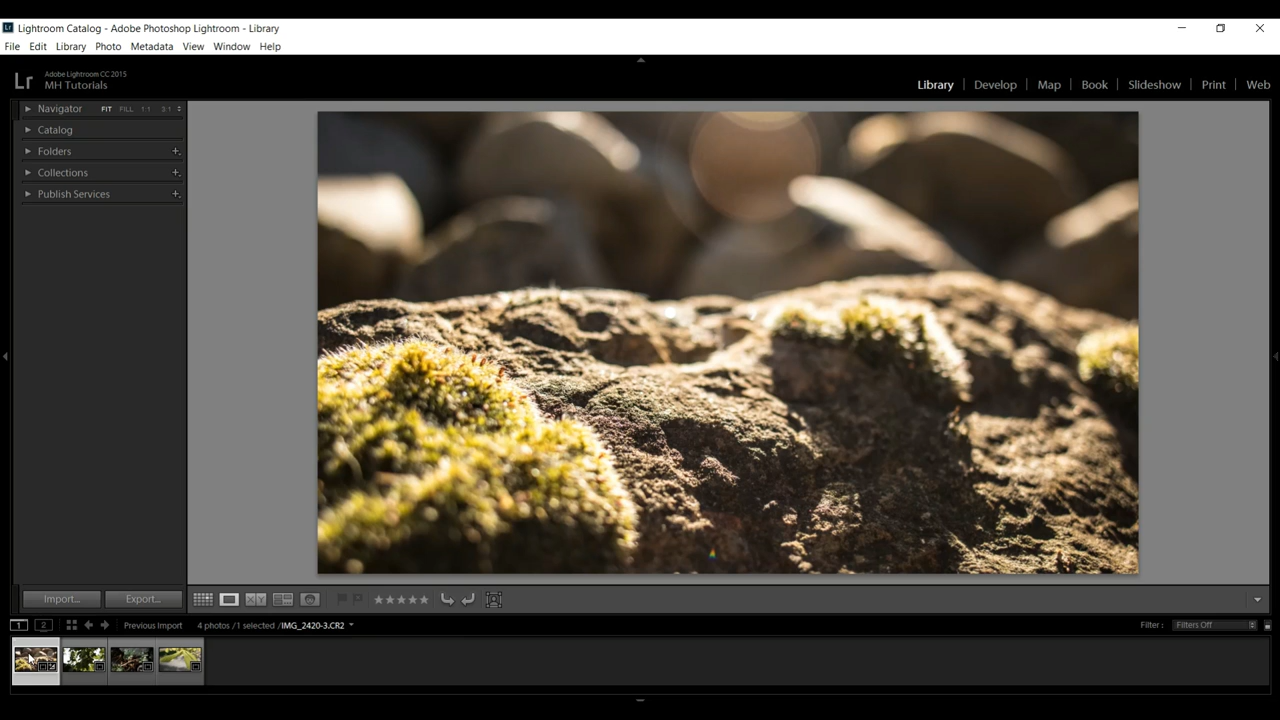 Lightroom Catalog - Adobe Photoshop Lightroom - Library
File Edit Library Photo Metadata View Window Help
Lr Adobe Lightroom CC 2015
MH Tutorials
Library Develop Map Book Slideshow Print Web
Navigator FIT FILL 1:1 3:1
Catalog
Folders
Collections
Publish Services
Import... Export...
XY
1 2 Previous Import 4 photos /1 selected /IMG_2420-3.CR2 Filter : Filters Off